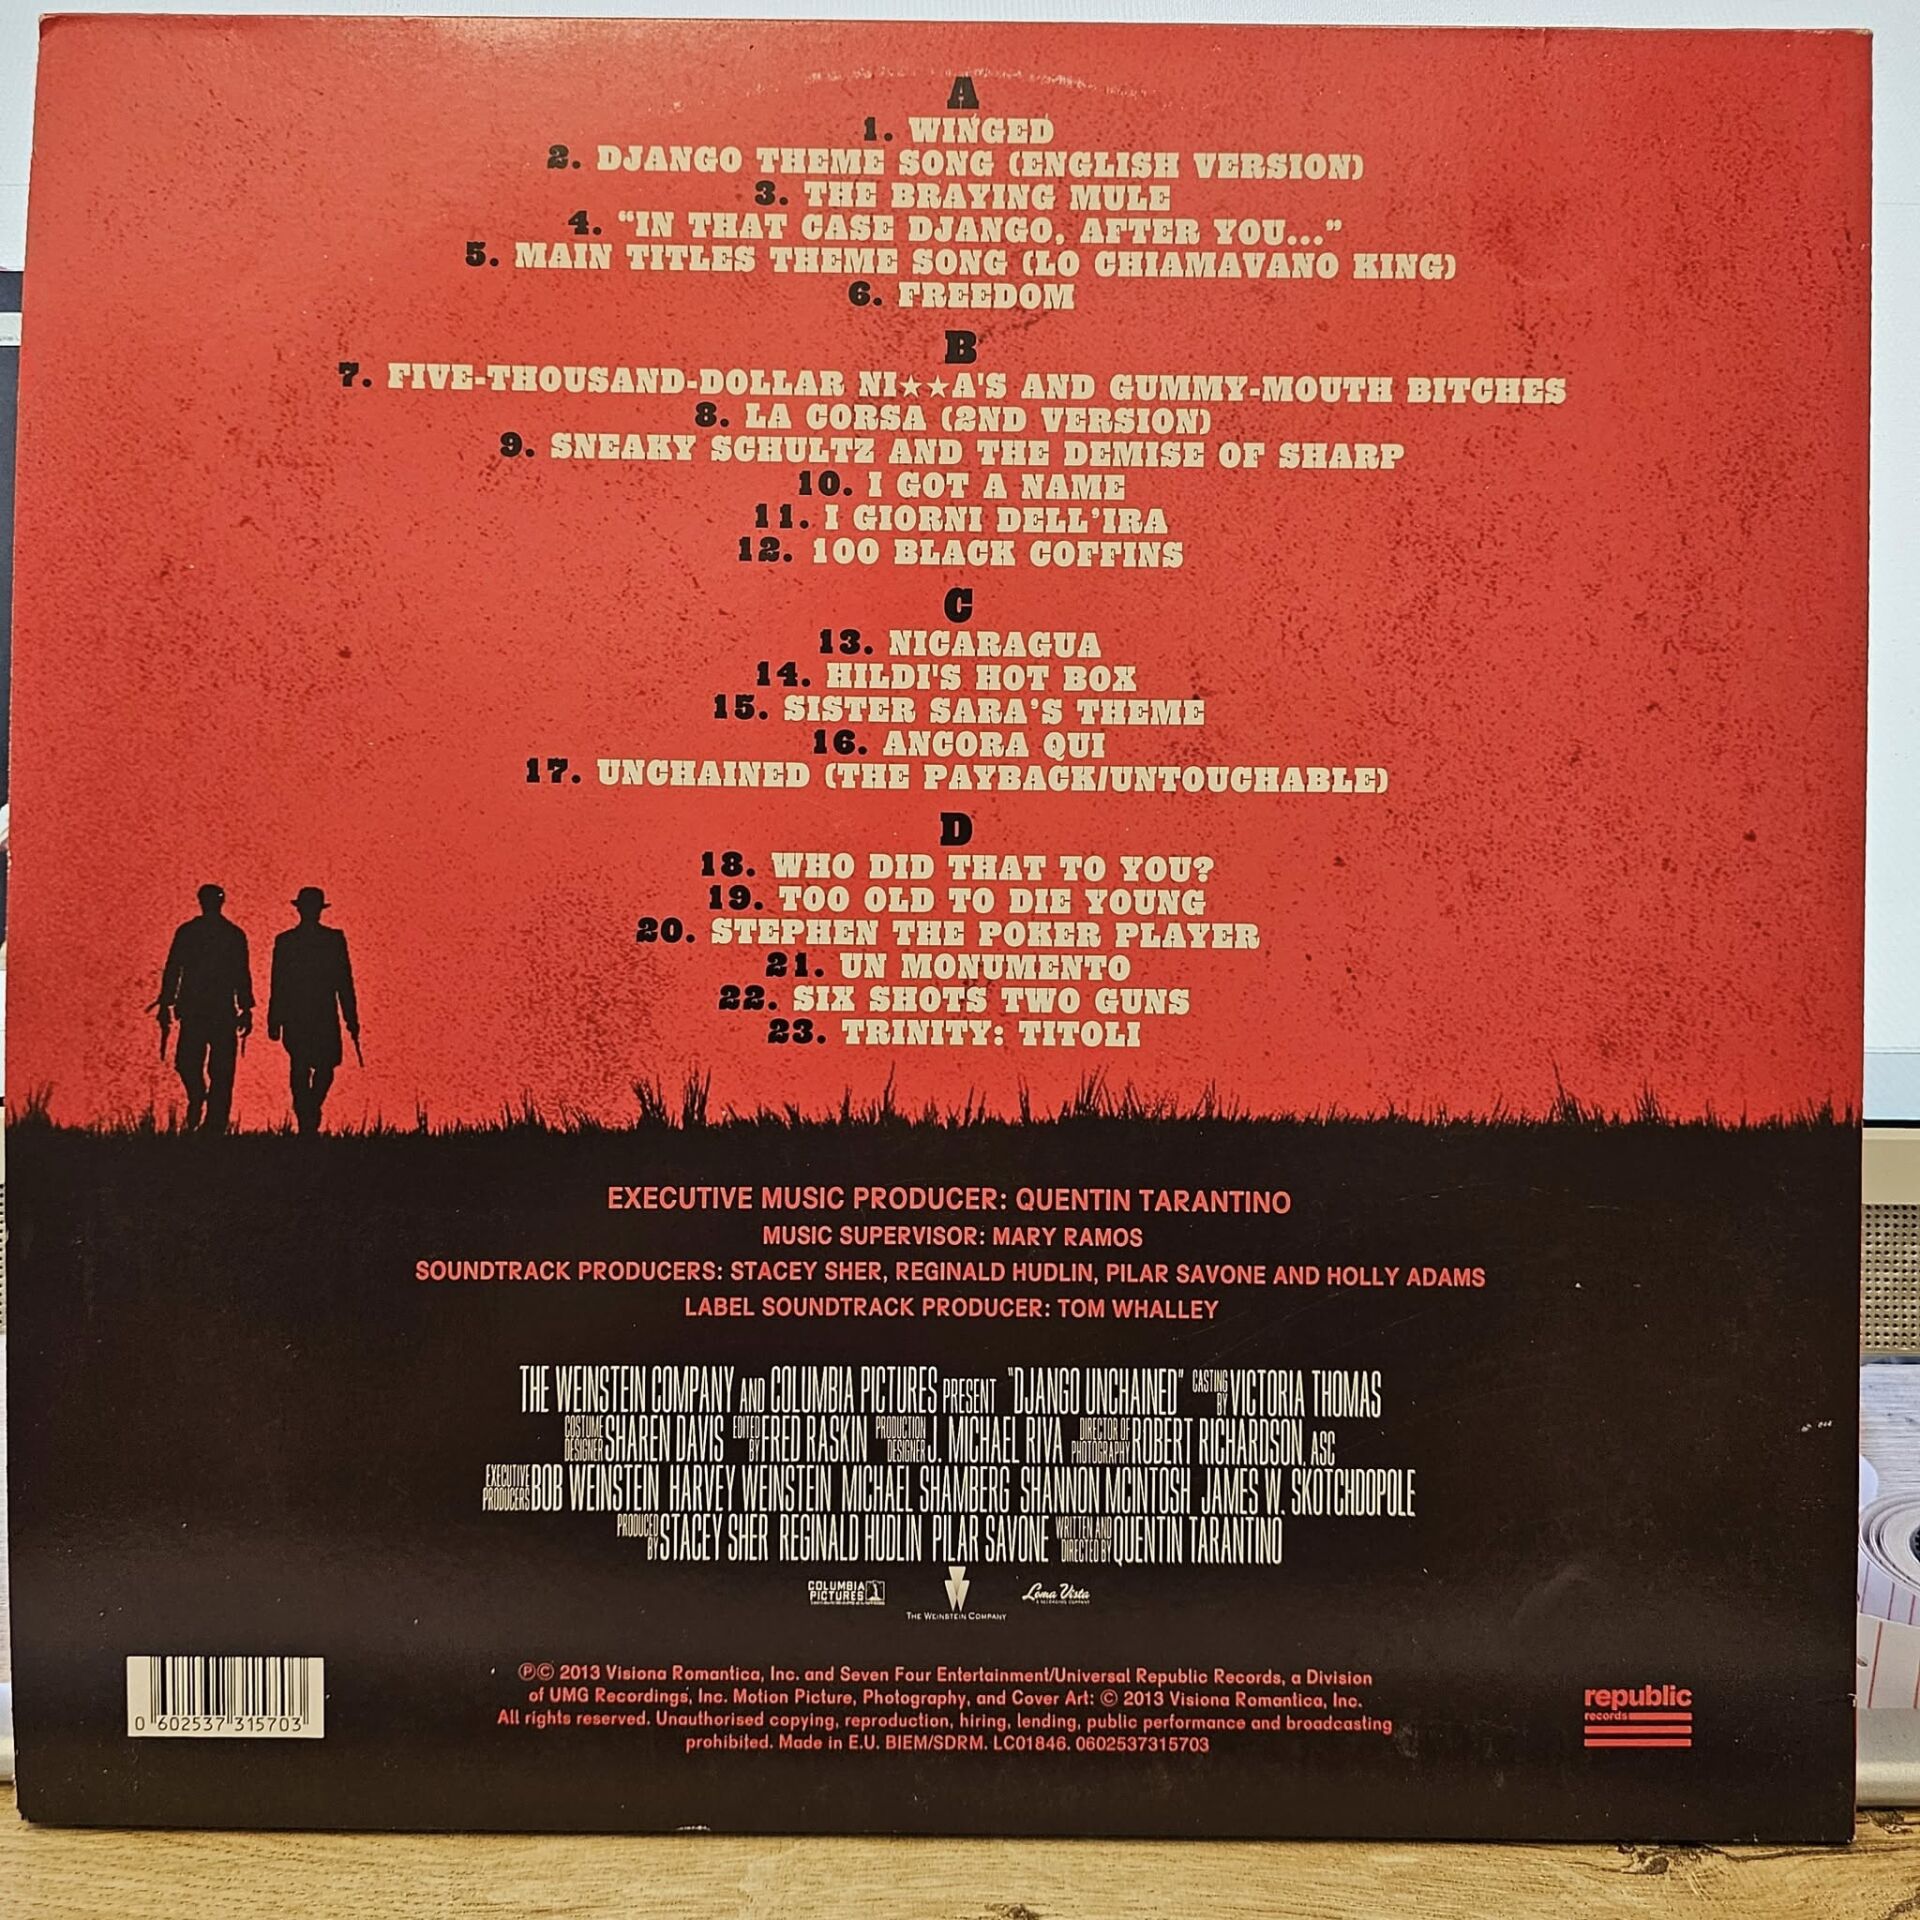 A
1. WINGED
2. DJANGO THEME SONG (ENGLISH VERSION)
3. THE BRAYING MULE
4. “IN THAT CASE DJANGO, AFTER YOU...”
5. MAIN TITLES THEME SONG (LO CHIAMAVANO KING)
6. FREEDOM
B
7. FIVE-THOUSAND-DOLLAR NI★★A'S AND GUMMY-MOUTH BITCHES
8. LA CORSA (2ND VERSION)
9. SNEAKY SCHULTZ AND THE DEMISE OF SHARP
10. I GOT A NAME
11. I GIORNI DELL’IRA
12. 100 BLACK COFFINS
C
13. NICARAGUA
14. HILDI'S HOT BOX
15. SISTER SARA’S THEME
16. ANCORA QUI
17. UNCHAINED (THE PAYBACK/UNTOUCHABLE)
D
18. WHO DID THAT TO YOU?
19. TOO OLD TO DIE YOUNG
20. STEPHEN THE POKER PLAYER
21. UN MONUMENTO
22. SIX SHOTS TWO GUNS
23. TRINITY: TITOLI
EXECUTIVE MUSIC PRODUCER: QUENTIN TARANTINO
MUSIC SUPERVISOR: MARY RAMOS
SOUNDTRACK PRODUCERS: STACEY SHER, REGINALD HUDLIN, PILAR SAVONE AND HOLLY ADAMS
LABEL SOUNDTRACK PRODUCER: TOM WHALLEY
THE WEINSTEIN COMPANY AND COLUMBIA PICTURES PRESENT "DJANGO UNCHAINED" CASTING BY VICTORIA THOMAS
COSTUME DESIGNER SHAREN DAVIS EDITED BY FRED RASKIN PRODUCTION DESIGNER J. MICHAEL RIVA DIRECTOR OF PHOTOGRAPHY ROBERT RICHARDSON, ASC
EXECUTIVE PRODUCERS BOB WEINSTEIN HARVEY WEINSTEIN MICHAEL SHAMBERG SHANNON MCINTOSH JAMES W. SKOTCHDOPOLE
PRODUCED BY STACEY SHER REGINALD HUDLIN PILAR SAVONE WRITTEN AND DIRECTED BY QUENTIN TARANTINO
COLUMBIA
PICTURES
THE WEINSTEIN COMPANY
Loma Vista
A RECORDING COMPANY
0 602537 315703
℗© 2013 Visiona Romantica, Inc. and Seven Four Entertainment/Universal Republic Records, a Division
of UMG Recordings, Inc. Motion Picture, Photography, and Cover Art: © 2013 Visiona Romantica, Inc.
All rights reserved. Unauthorised copying, reproduction, hiring, lending, public performance and broadcasting
prohibited. Made in E.U. BIEM/SDRM. LC01846. 0602537315703
republic
records